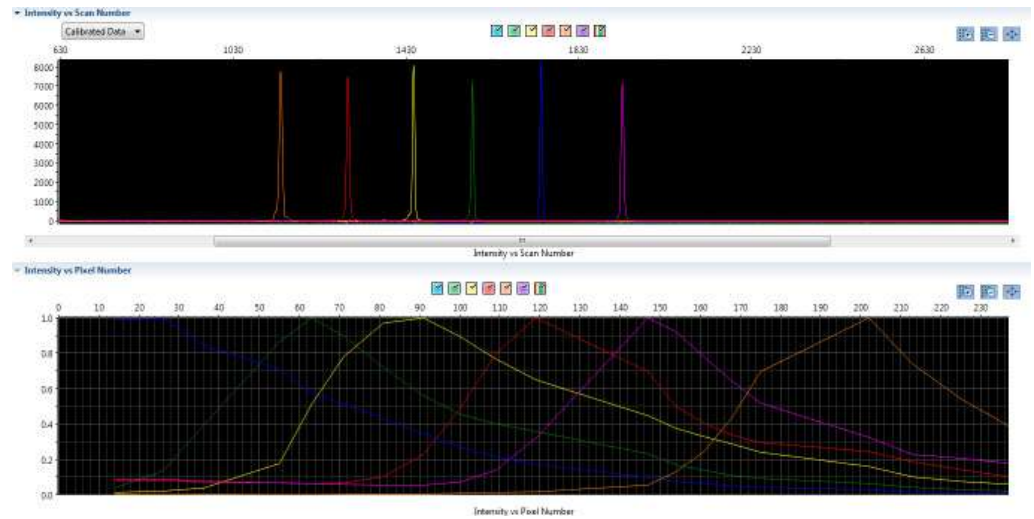 Intensity vs Scan Number
Calibrated Data
630 1030 1430 1830 2230 2630
8000
7000
6000
5000
4000
3000
2000
1000
0
Intensity vs Scan Number
Intensity vs Pixel Number
0 10 20 30 40 50 60 70 80 90 100 110 120 130 140 150 160 170 180 190 200 210 220 230
1.0
0.8
0.6
0.4
0.2
0.0
Intensity vs Pixel Number